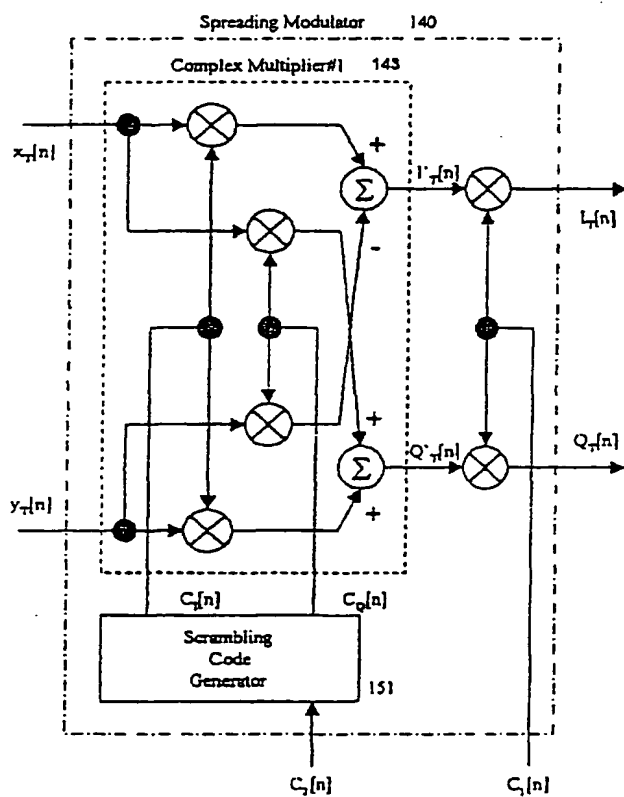 Spreading Modulator 140
Complex Multiplier#1 143
x_T[n]
+
Σ
I'_T[n]
I_T[n]
-
+
Σ
Q'_T[n]
Q_T[n]
+
y_T[n]
C_I[n]
C_Q[n]
Scrambling
Code
Generator
151
C_2[n]
C_1[n]